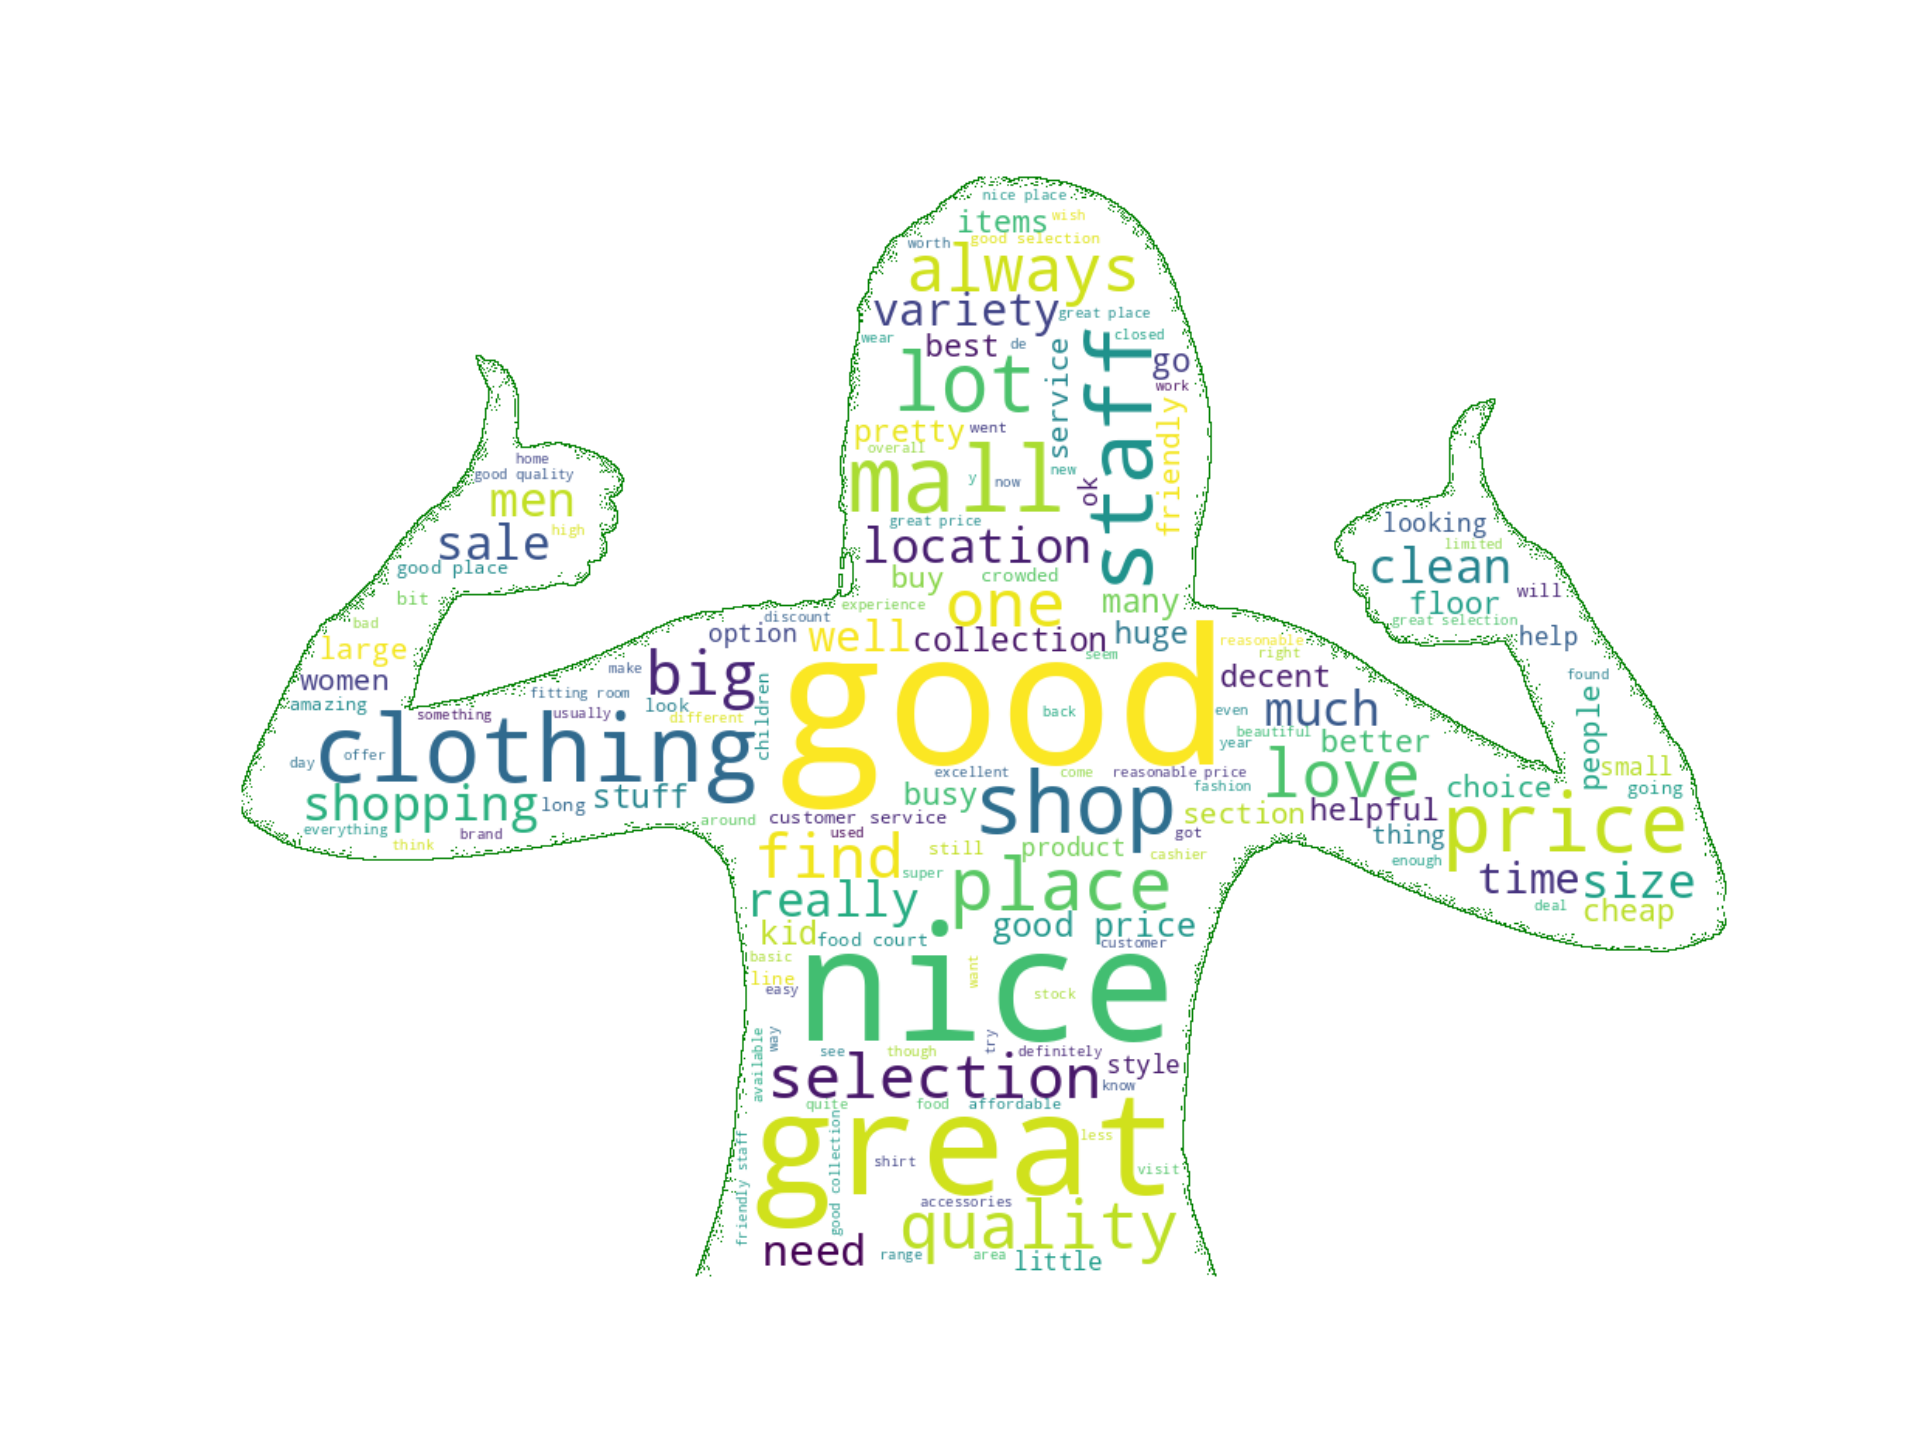 nice place
items
wish
worth
good selection
always
variety
great place
wear
best
de
closed
lot
service
staff
go
work
pretty
went
friendly
overall
mall
y
now
new
ok
great price
location
buy
crowded
one
many
experience
home
good quality
men
high
sale
good place
bit
bad
large
women
amazing
looking
limited
clean
will
floor
great selection
help
found
people
small
going
discount
option
well
collection
huge
seem
reasonable
right
make
big
decent
fitting room
look
different
children
good
back
even
much
something
usually
clothing
day
offer
year
beautiful
better
love
shopping
long
stuff
everything
brand
think
around
excellent
come
reasonable price
fashion
busy
shop
section
helpful
choice
price
thing
enough
time
size
deal
cheap
customer service
used
got
find
still
product
cashier
super
place
really
good price
kid
food court
customer
basic
line
easy
nice
want
stock
available
way
see
though
try
definitely
style
selection
know
quite
food
affordable
great
less
friendly staff
good collection
shirt
visit
accessories
quality
need
range
area
little